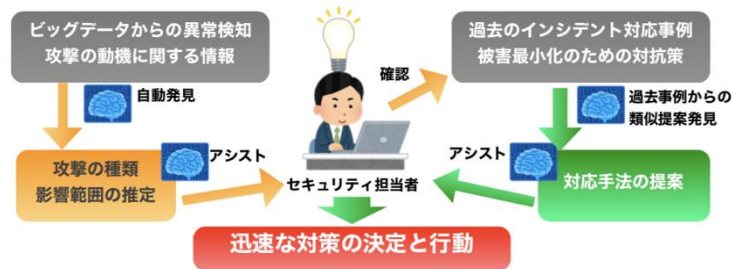 ビッグデータからの異常検知
攻撃の動機に関する情報
過去のインシデント対応事例
被害最小化のための対抗策
確認
自動発見
過去事例からの
類似提案発見
アシスト
アシスト
攻撃の種類
影響範囲の推定
セキュリティ担当者
対応手法の提案
迅速な対策の決定と行動